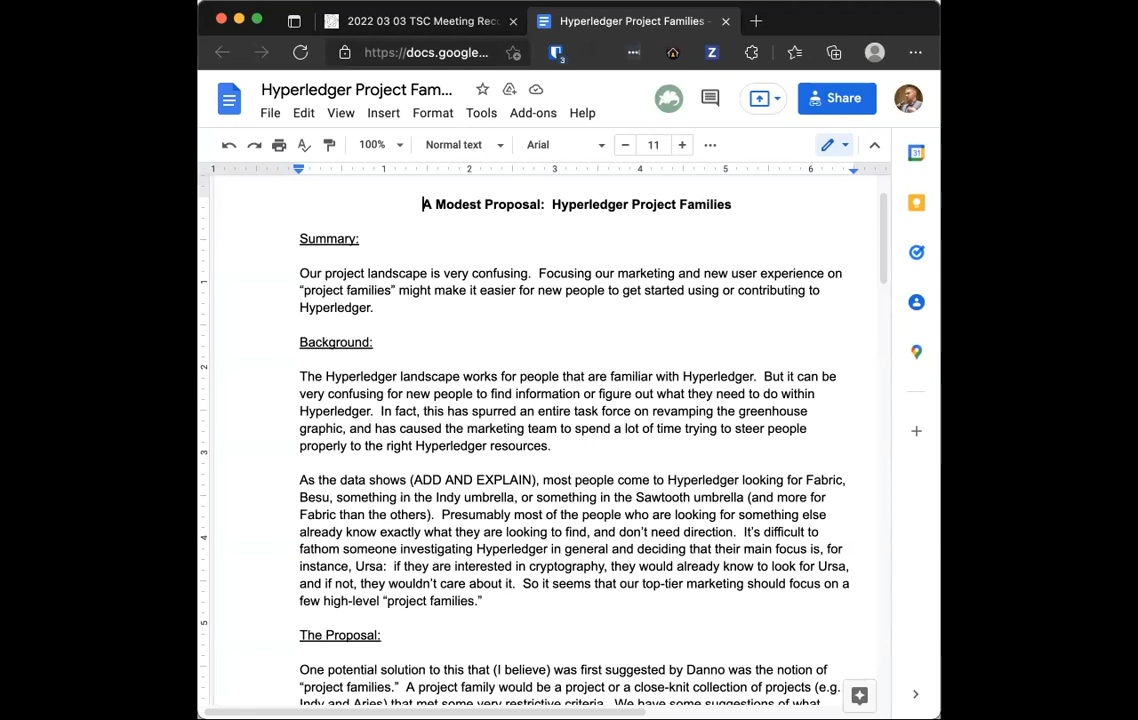 2022 03 03 TSC Meeting Recu
Hyperledger Project Families -
https://docs.google...
3
Z
Hyperledger Project Fam...
Share
File Edit View Insert Format Tools Add-ons Help
100% Normal text Arial 11
1 1 2 3 4 5 6
31
A Modest Proposal: Hyperledger Project Families
Summary:
Our project landscape is very confusing. Focusing our marketing and new user experience on
“project families” might make it easier for new people to get started using or contributing to
Hyperledger.
Background:
The Hyperledger landscape works for people that are familiar with Hyperledger. But it can be
very confusing for new people to find information or figure out what they need to do within
Hyperledger. In fact, this has spurred an entire task force on revamping the greenhouse
graphic, and has caused the marketing team to spend a lot of time trying to steer people
properly to the right Hyperledger resources.
As the data shows (ADD AND EXPLAIN), most people come to Hyperledger looking for Fabric,
Besu, something in the Indy umbrella, or something in the Sawtooth umbrella (and more for
Fabric than the others). Presumably most of the people who are looking for something else
already know exactly what they are looking to find, and don’t need direction. It’s difficult to
fathom someone investigating Hyperledger in general and deciding that their main focus is, for
instance, Ursa: if they are interested in cryptography, they would already know to look for Ursa,
and if not, they wouldn’t care about it. So it seems that our top-tier marketing should focus on a
few high-level “project families.”
The Proposal:
One potential solution to this that (I believe) was first suggested by Danno was the notion of
“project families.” A project family would be a project or a close-knit collection of projects (e.g.
Indy and Aries) that met some very restrictive criteria. We have some suggestions of what
1
2
3
4
5